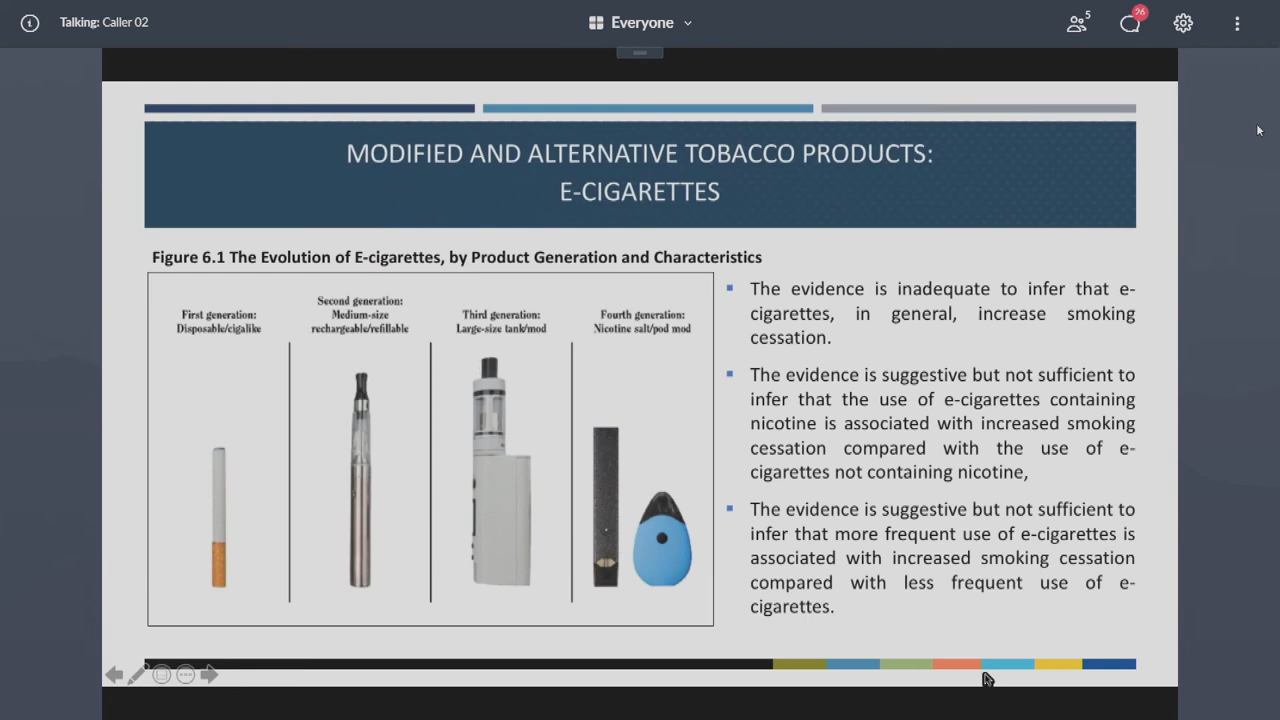 Talking: Caller 02
Everyone
5
26
MODIFIED AND ALTERNATIVE TOBACCO PRODUCTS:
E-CIGARETTES
Figure 6.1 The Evolution of E-cigarettes, by Product Generation and Characteristics
First generation:
Disposable/cigalike
Second generation:
Medium-size
rechargeable/refillable
Third generation:
Large-size tank/mod
Fourth generation:
Nicotine salt/pod mod
The evidence is inadequate to infer that e-
cigarettes, in general, increase smoking
cessation.
The evidence is suggestive but not sufficient to
infer that the use of e-cigarettes containing
nicotine is associated with increased smoking
cessation compared with the use of e-
cigarettes not containing nicotine,
The evidence is suggestive but not sufficient to
infer that more frequent use of e-cigarettes is
associated with increased smoking cessation
compared with less frequent use of e-
cigarettes.